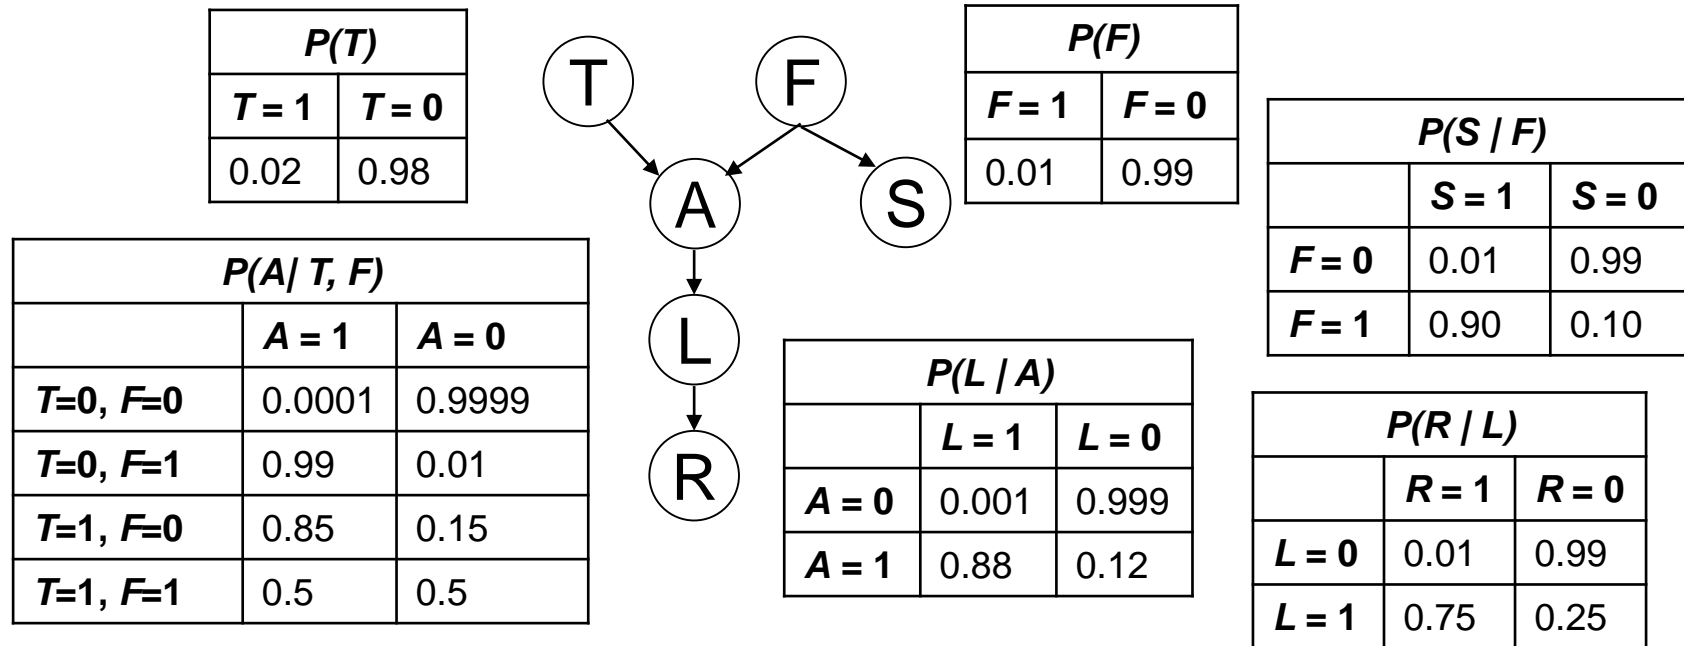 P(T)
T = 1 T = 0
0.02 0.98
T
F
A
S
L
R
P(F)
F = 1 F = 0
0.01 0.99
P(S | F)
S = 1 S = 0
F = 0 0.01 0.99
F = 1 0.90 0.10
P(A| T, F)
A = 1 A = 0
T=0, F=0 0.0001 0.9999
T=0, F=1 0.99 0.01
T=1, F=0 0.85 0.15
T=1, F=1 0.5 0.5
P(L | A)
L = 1 L = 0
A = 0 0.001 0.999
A = 1 0.88 0.12
P(R | L)
R = 1 R = 0
L = 0 0.01 0.99
L = 1 0.75 0.25